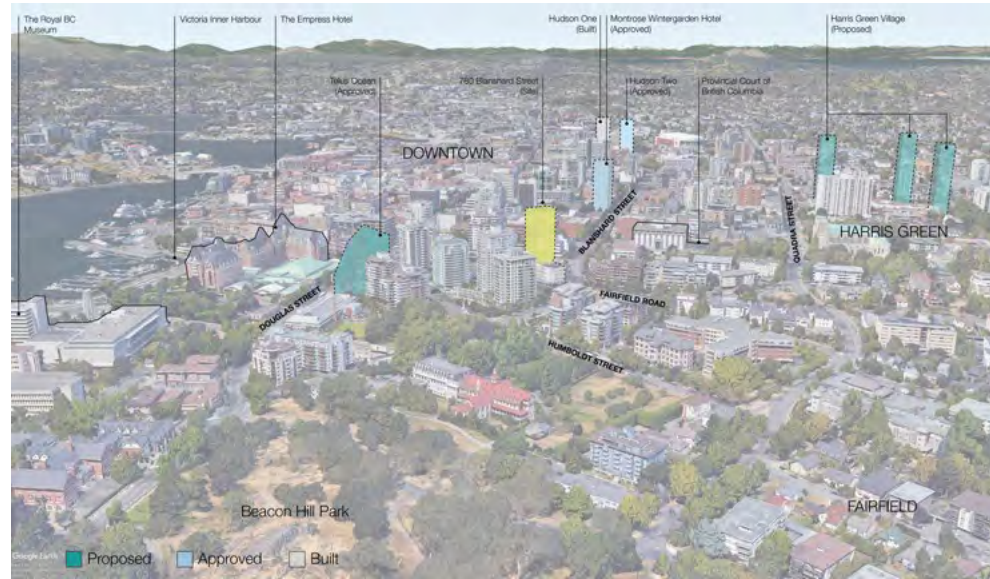 The Royal BC
Museum
Victoria Inner Harbour
The Empress Hotel
Telus Ocean
(Approved)
760 Blanshard Street
(Site)
Hudson One
(Built)
Montrose Wintergarden Hotel
(Approved)
Hudson Two
(Approved)
Provincial Court of
British Columbia
Harris Green Village
(Proposed)
DOWNTOWN
BLANSHARD STREET
QUADRA STREET
HARRIS GREEN
DOUGLAS STREET
FAIRFIELD ROAD
HUMBOLDT STREET
Beacon Hill Park
FAIRFIELD
Google Earth
Proposed
Approved
Built